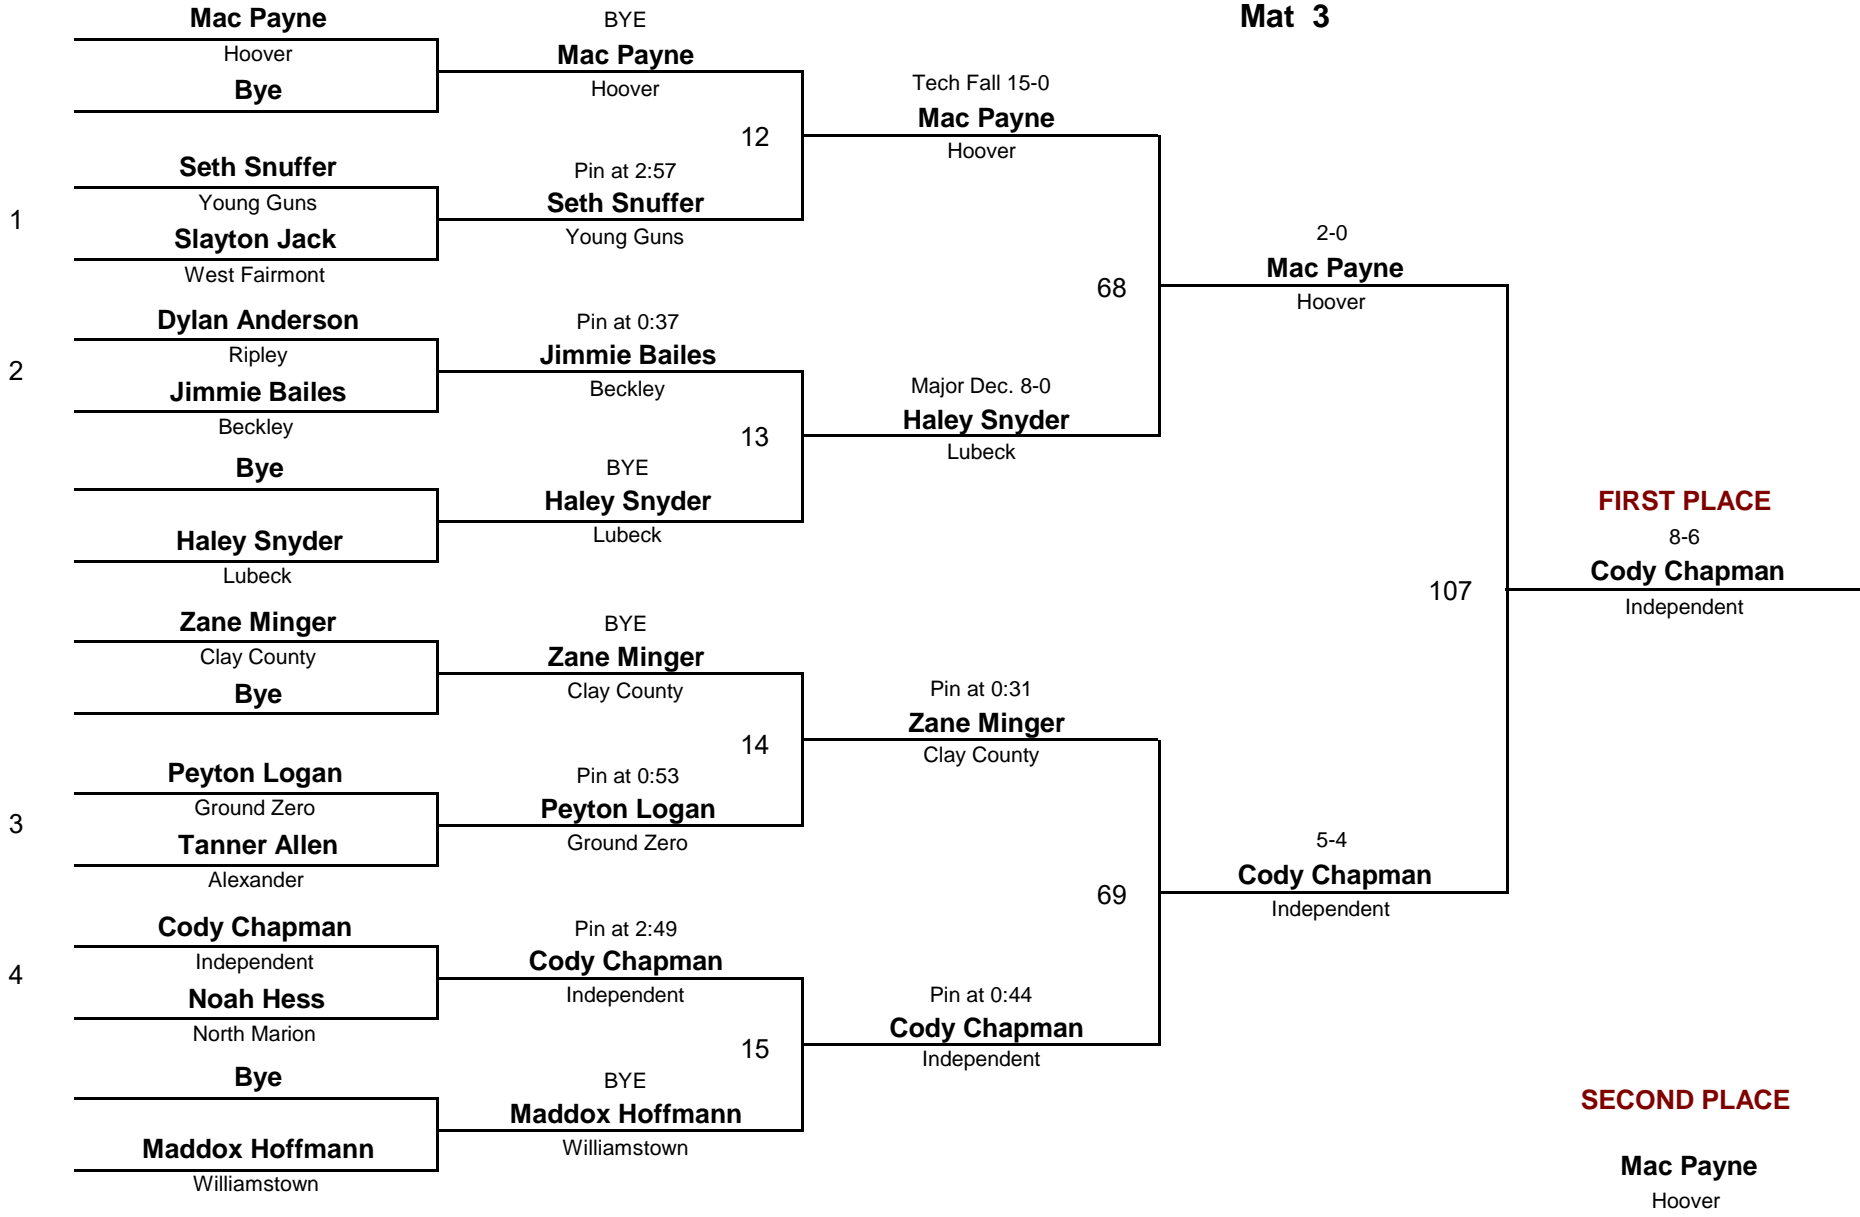 Mat 3
Mac Payne
Hoover
Bye
1
Seth Snuffer
Young Guns
Slayton Jack
West Fairmont
2
Dylan Anderson
Ripley
Jimmie Bailes
Beckley
Bye
Haley Snyder
Lubeck
Zane Minger
Clay County
Bye
3
Peyton Logan
Ground Zero
Tanner Allen
Alexander
4
Cody Chapman
Independent
Noah Hess
North Marion
Bye
Maddox Hoffmann
Williamstown
BYE
Mac Payne
Hoover
12
Pin at 2:57
Seth Snuffer
Young Guns
Pin at 0:37
Jimmie Bailes
Beckley
13
BYE
Haley Snyder
Lubeck
BYE
Zane Minger
Clay County
14
Pin at 0:53
Peyton Logan
Ground Zero
Pin at 2:49
Cody Chapman
Independent
15
BYE
Maddox Hoffmann
Williamstown
Tech Fall 15-0
Mac Payne
Hoover
68
Major Dec. 8-0
Haley Snyder
Lubeck
Pin at 0:31
Zane Minger
Clay County
69
Pin at 0:44
Cody Chapman
Independent
2-0
Mac Payne
Hoover
107
5-4
Cody Chapman
Independent
FIRST PLACE
8-6
Cody Chapman
Independent
SECOND PLACE
Mac Payne
Hoover